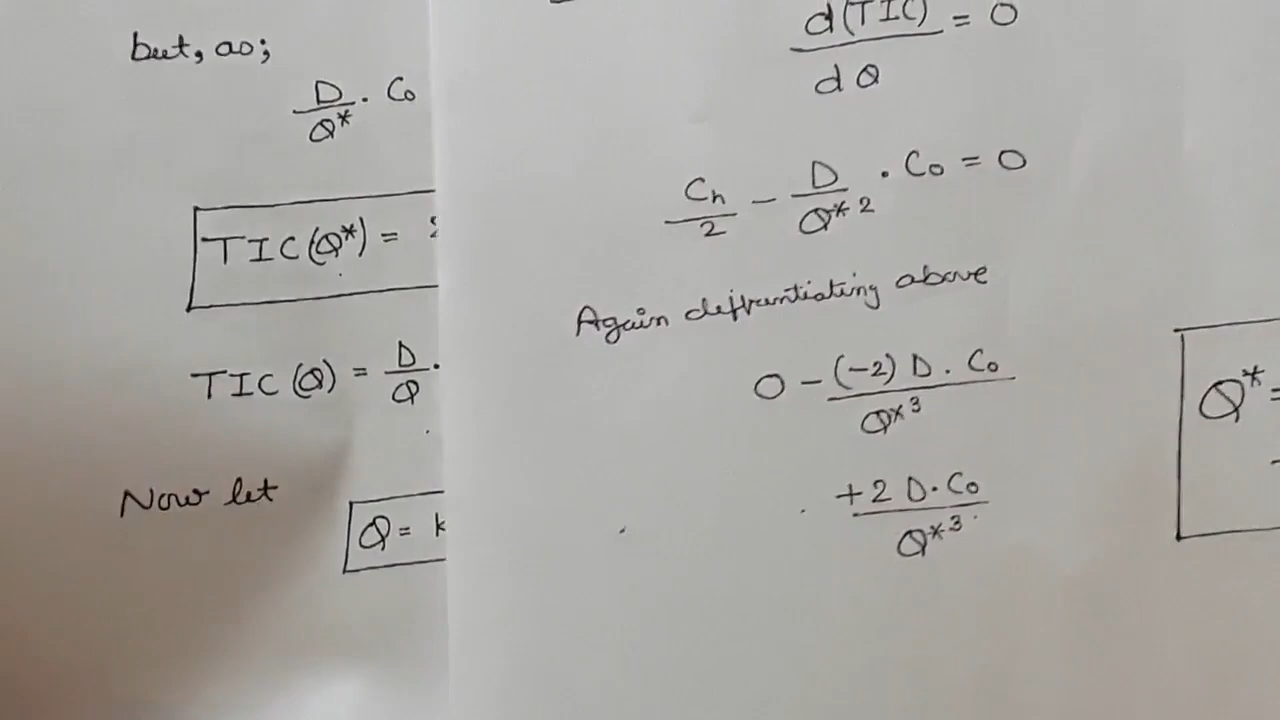 but, as;
D/Q* . Co
TIC(Q*) =
TIC (Q) = D/Q .
Now let
Q = k
d(TIC)/dQ = 0
Ch/2 - D/Q*2 . Co = 0
Again defrantiating above
0 - (-2) D . Co/Q*3
+2 D . Co/Q*3
Q* =